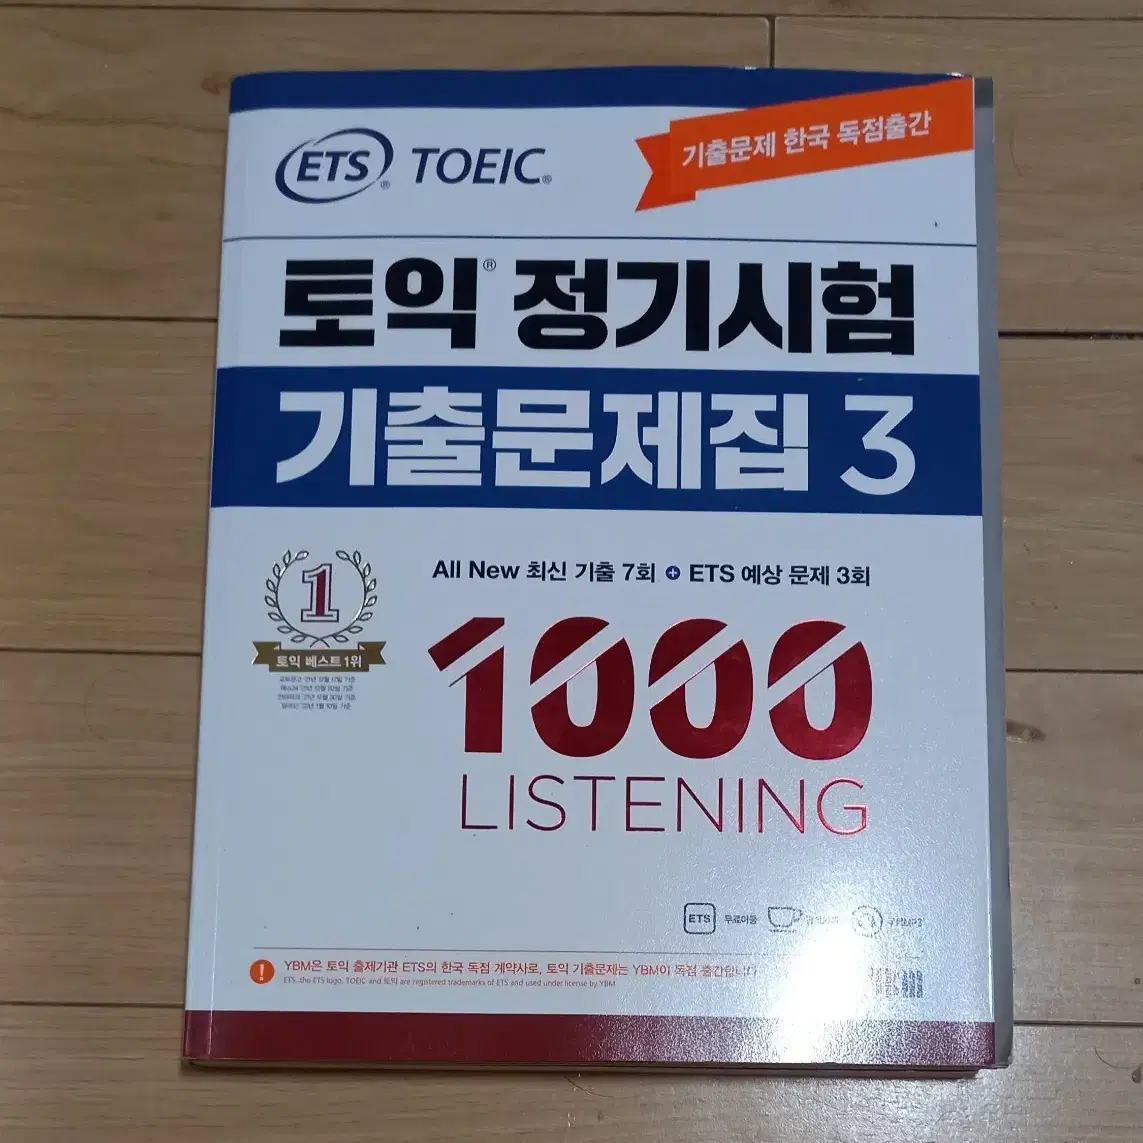 ETS® TOEIC®
기출문제 한국 독점출간
토익® 정기시험
기출문제집 3
All New 최신 기출 7회 + ETS 예상 문제 3회
1
토익 베스트 1위
1000
LISTENING
ETS 무료어플
! YBM은 토익 출제기관 ETS의 한국 독점 계약사로, 토익 기출문제는 YBM이 독점 출간합니다
ETS, the ETS logo, TOEIC and 토익 are registered trademarks of ETS and used under license by YBM